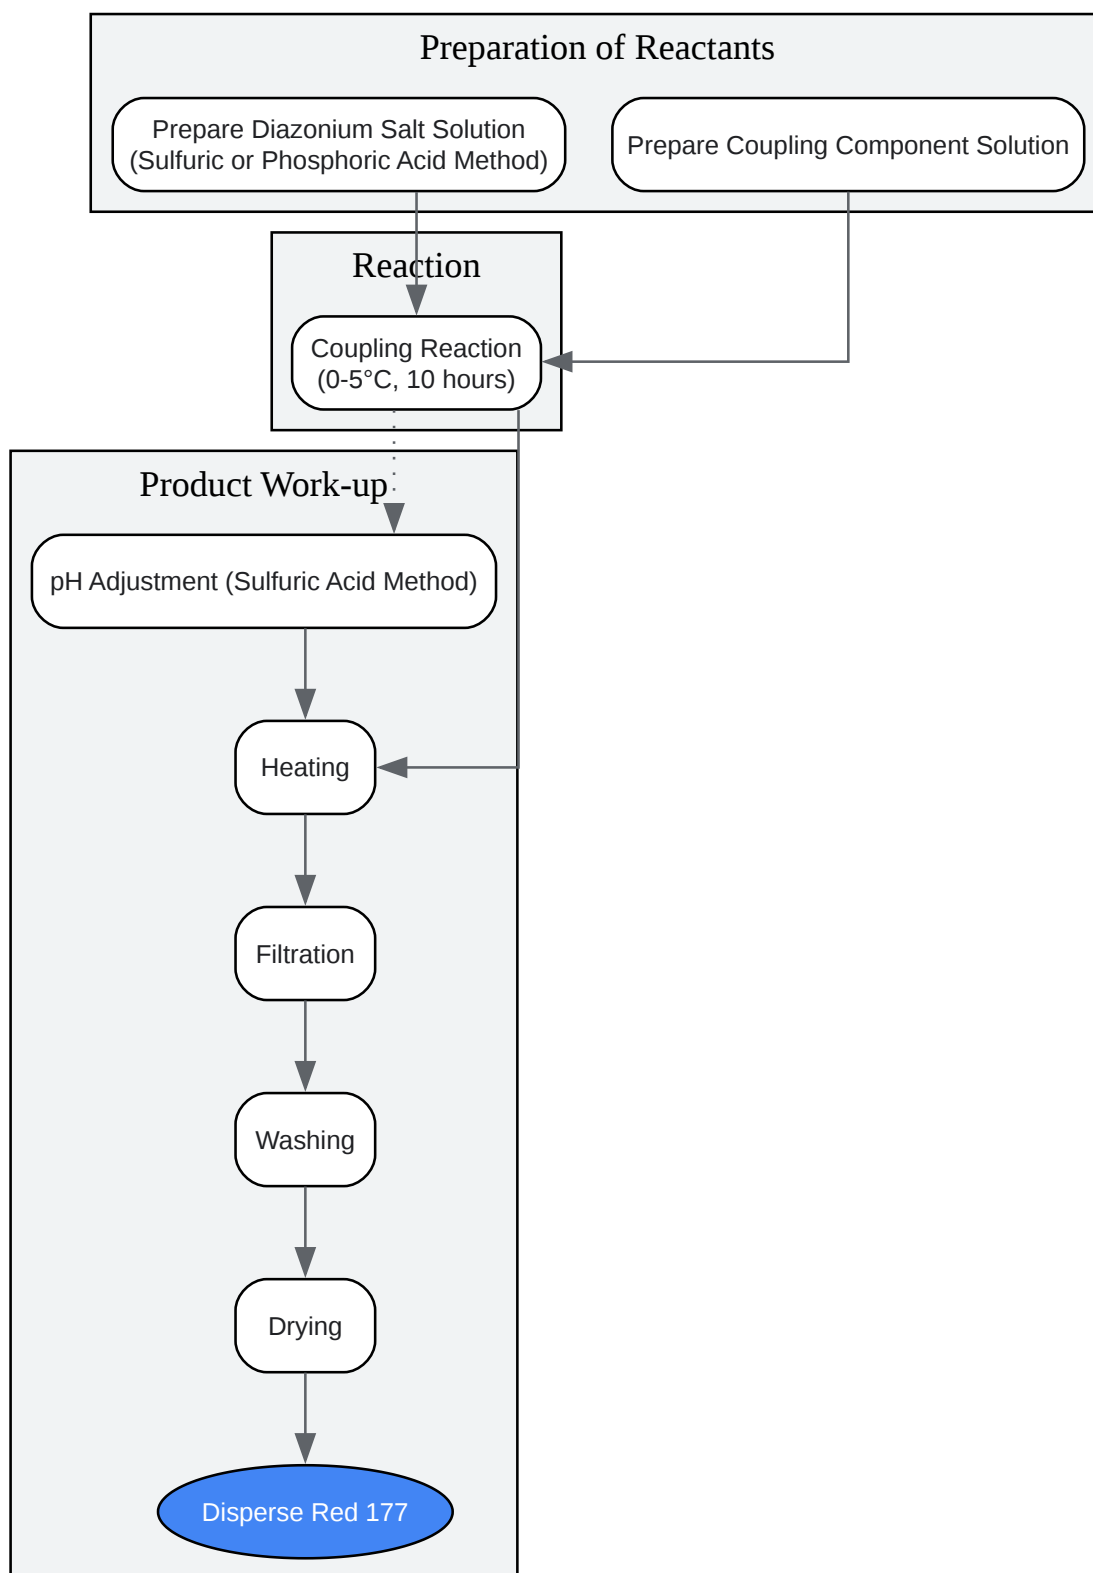 Preparation of Reactants
Prepare Diazonium Salt Solution
(Sulfuric or Phosphoric Acid Method)
Prepare Coupling Component Solution
Reaction
Coupling Reaction
(0-5°C, 10 hours)
Product Work-up
pH Adjustment (Sulfuric Acid Method)
Heating
Filtration
Washing
Drying
Disperse Red 177